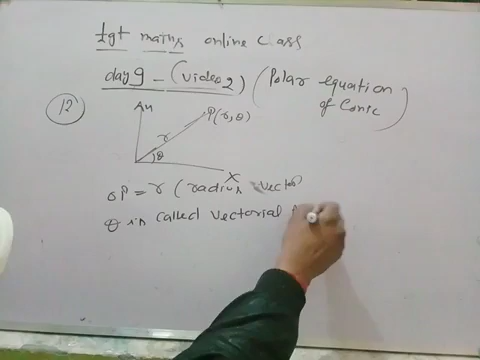 tgt maths online Class
day 9 - (video 2) (Polar equation of Conic)
12
P(r, θ)
r
θ
X
OP = r (radius vector
θ is called vectorial